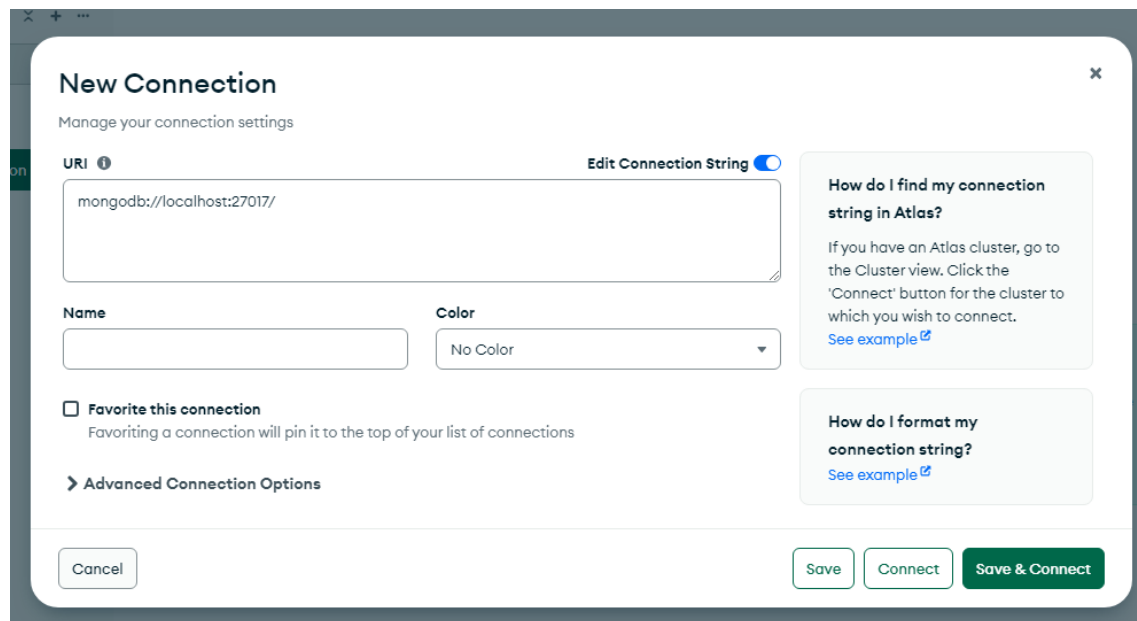 on
New Connection
Manage your connection settings
URI
Edit Connection String
mongodb://localhost:27017/
Name
Color
No Color
Favorite this connection
Favoriting a connection will pin it to the top of your list of connections
Advanced Connection Options
How do I find my connection
string in Atlas?
If you have an Atlas cluster, go to
the Cluster view. Click the
'Connect' button for the cluster to
which you wish to connect.
See example
How do I format my
connection string?
See example
Cancel
Save
Connect
Save & Connect